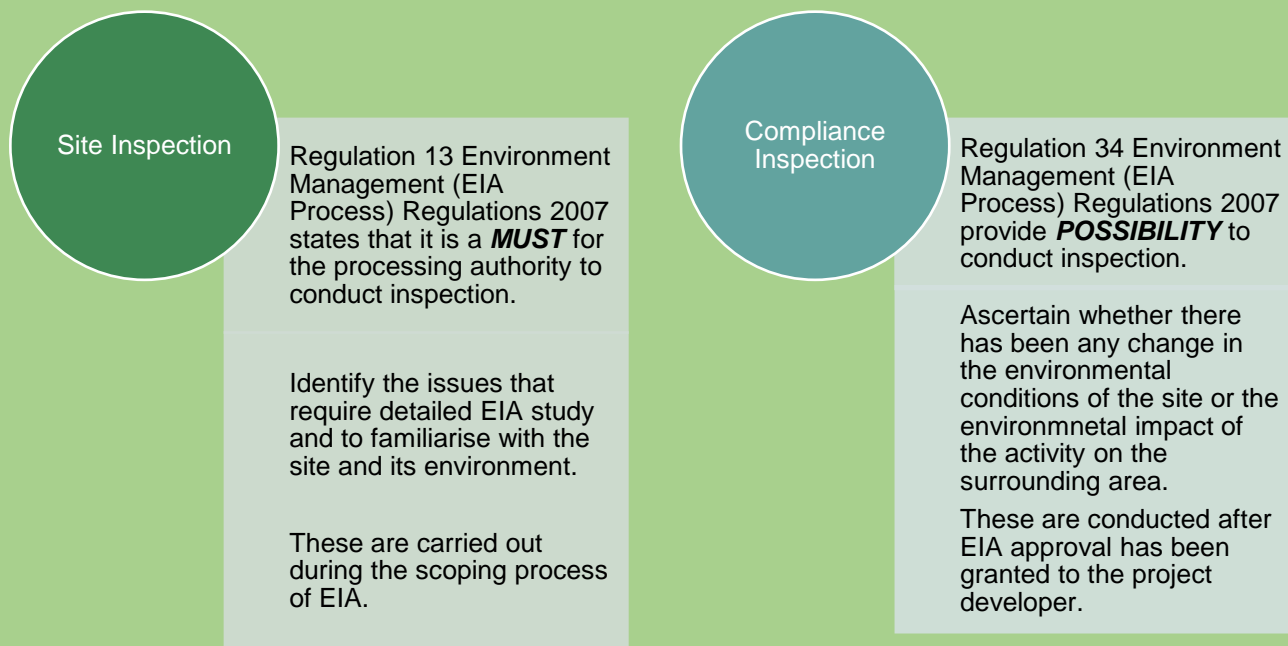 Site Inspection
Regulation 13 Environment
Management (EIA
Process) Regulations 2007
states that it is a MUST for
the processing authority to
conduct inspection.
Identify the issues that
require detailed EIA study
and to familiarise with the
site and its environment.
These are carried out
during the scoping process
of EIA.
Compliance
Inspection
Regulation 34 Environment
Management (EIA
Process) Regulations 2007
provide POSSIBILITY to
conduct inspection.
Ascertain whether there
has been any change in
the environmental
conditions of the site or the
environmnetal impact of
the activity on the
surrounding area.
These are conducted after
EIA approval has been
granted to the project
developer.